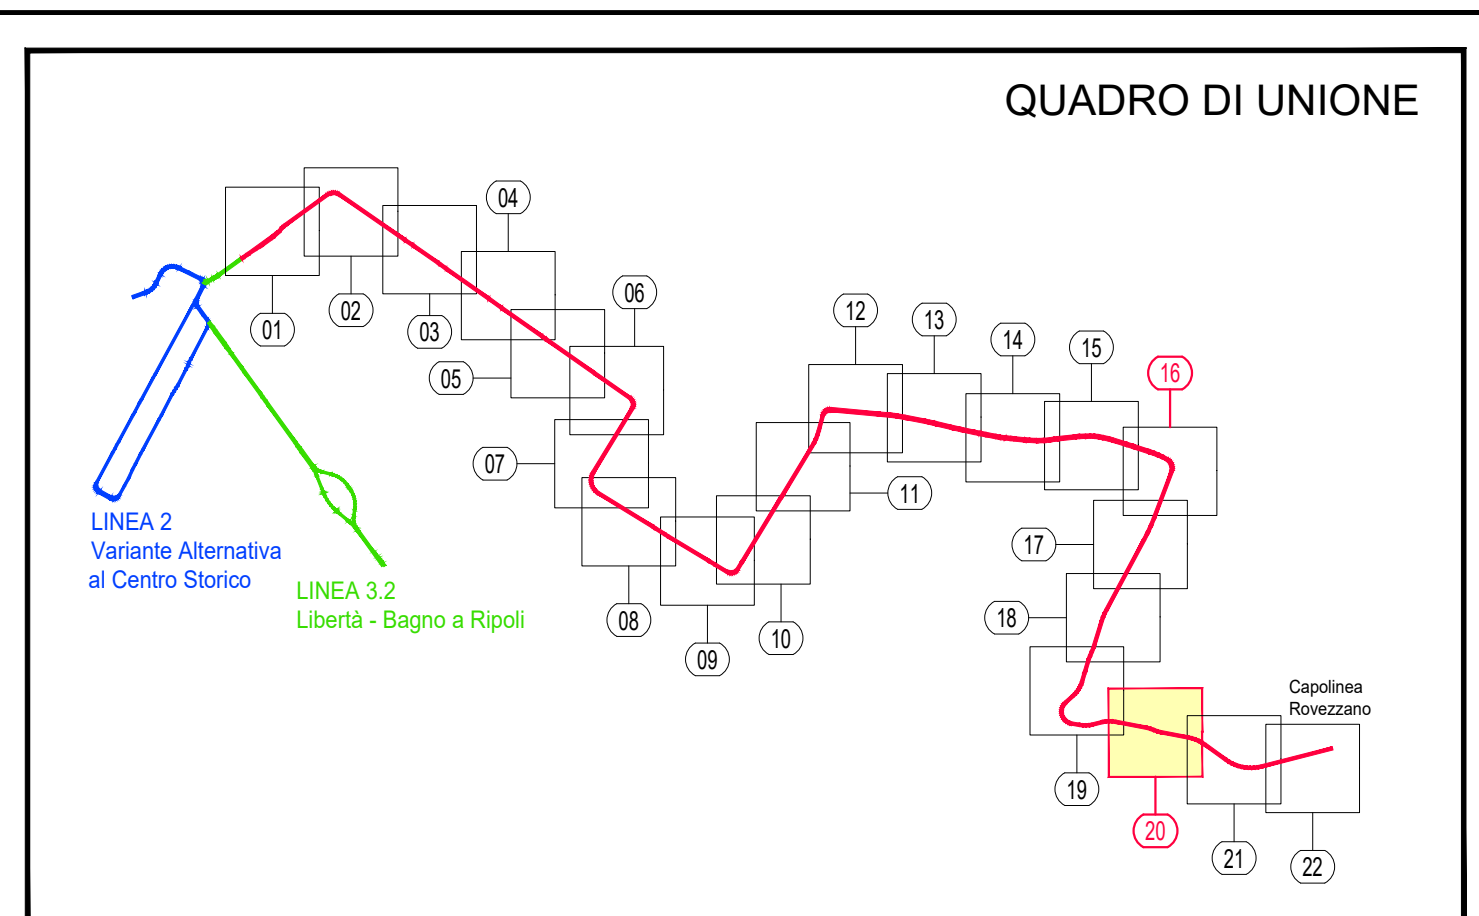 QUADRO DI UNIONE
04
06
01
02
03
05
12
13
14
15
16
07
11
LINEA 2
Variante Alternativa
al Centro Storico
LINEA 3.2
Libertà - Bagno a Ripoli
17
18
08
09
10
Capolinea
Rovezzano
19
20
21
22